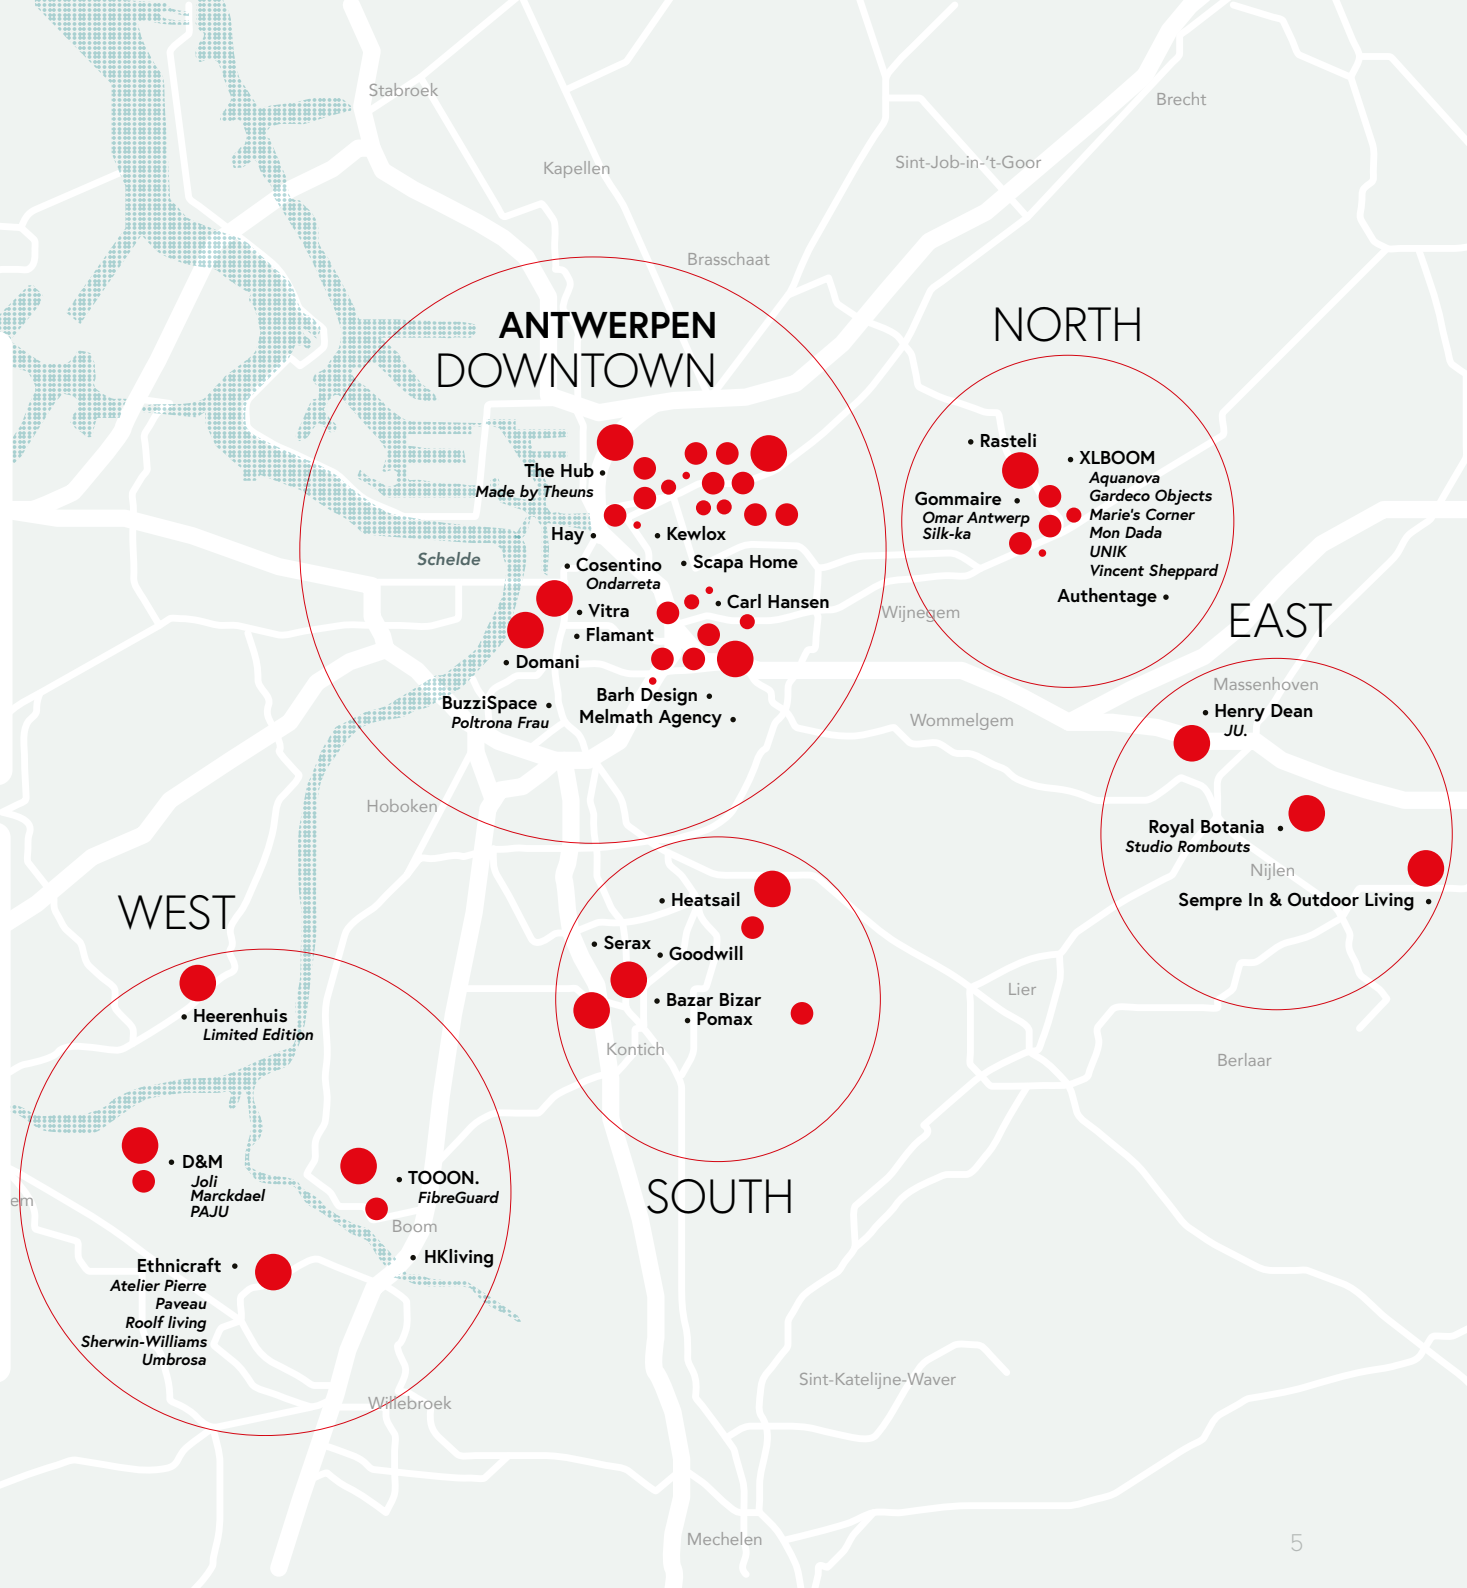 Stabroek
Brecht
Kapellen
Sint-Job-in-’t-Goor
Brasschaat
ANTWERPEN
DOWNTOWN
The Hub
Made by Theuns
Hay
Kewlox
Schelde
Cosentino
Ondarreta
Scapa Home
Vitra
Carl Hansen
Flamant
Domani
BuzziSpace
Poltrona Frau
Barh Design
Melmath Agency
NORTH
Rasteli
XLBOOM
Aquanova
Gardeco Objects
Marie's Corner
Mon Dada
UNIK
Vincent Sheppard
Gommaire
Omar Antwerp
Silk-ka
Authentage
Wijnegem
EAST
Massenhoven
Henry Dean
JU.
Wommelgem
Royal Botania
Studio Rombouts
Nijlen
Sempre In & Outdoor Living
Hoboken
WEST
Heerenhuis
Limited Edition
D&M
Joli
Marckdael
PAJU
TOOON.
FibreGuard
Boom
HKliving
Ethnicraft
Atelier Pierre
Paveau
Roolf living
Sherwin-Williams
Umbrosa
em
Willebroek
Heatsail
Serax
Goodwill
Bazar Bizar
Pomax
Kontich
SOUTH
Lier
Berlaar
Sint-Katelijne-Waver
Mechelen
5